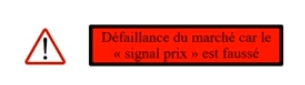 Défaillance du marché car le
« signal prix » est faussé